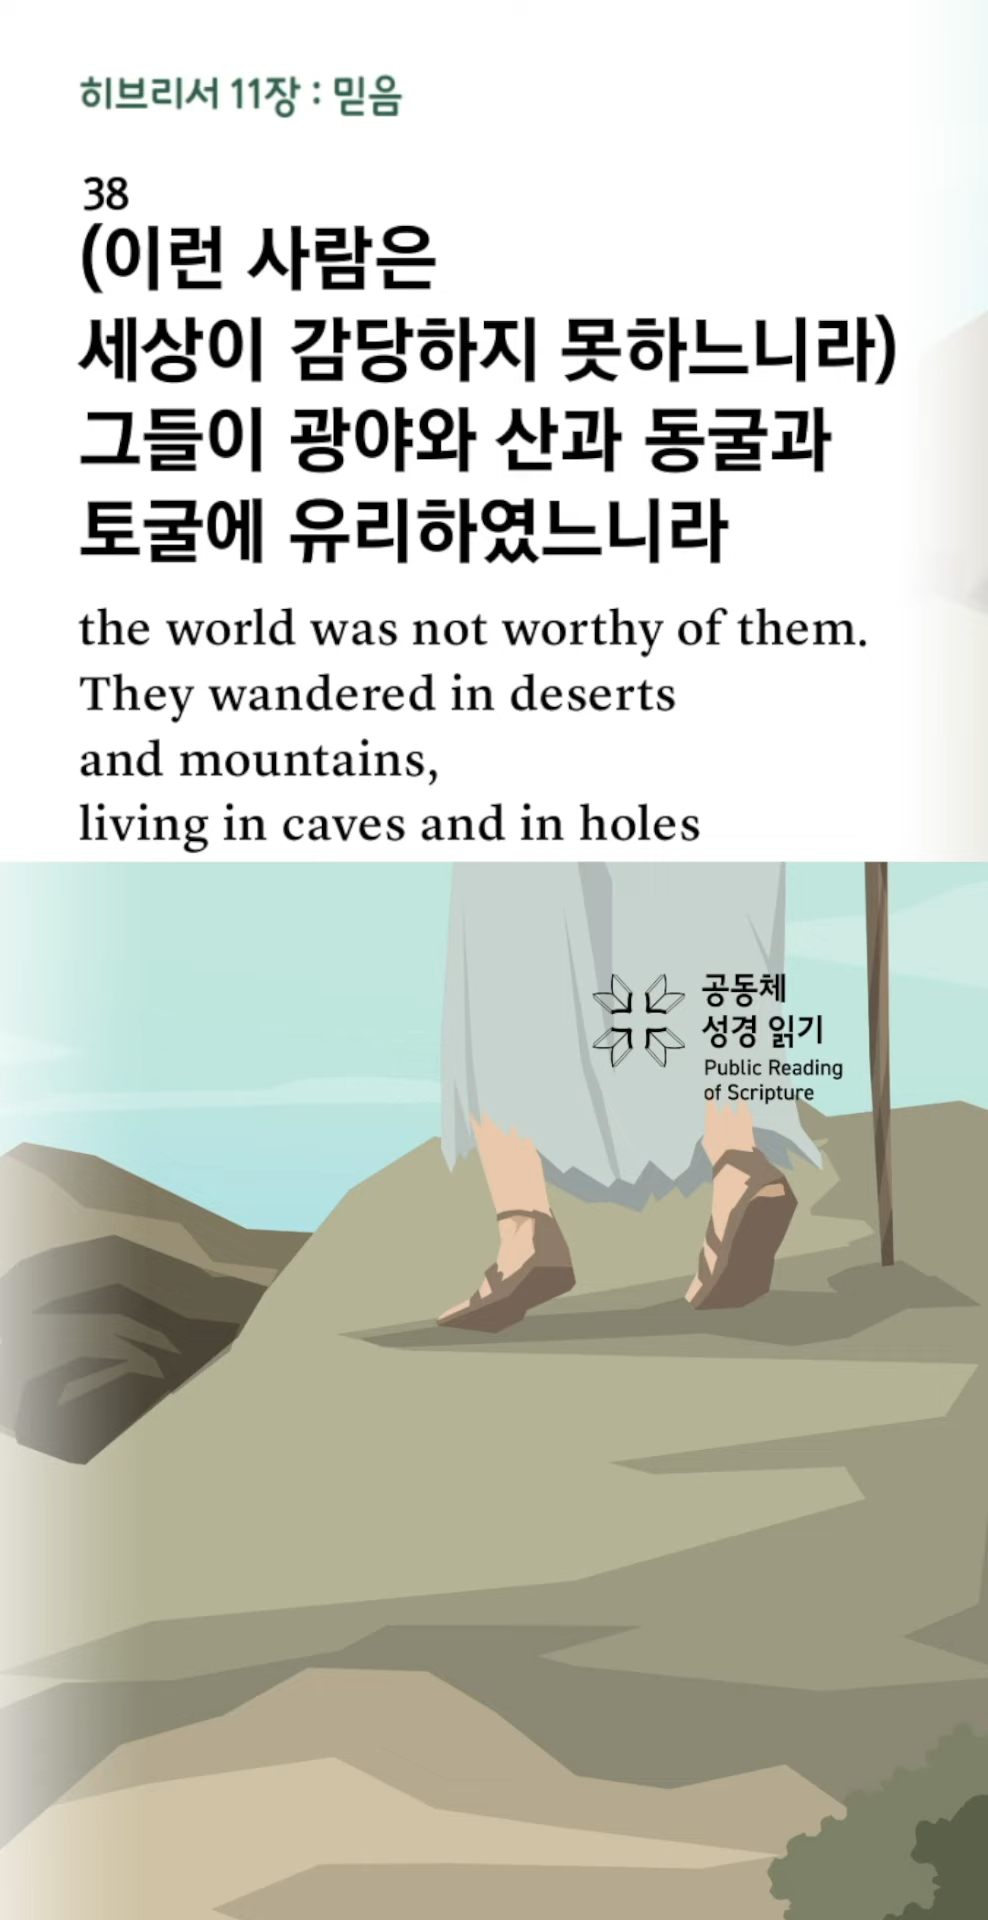 히브리서 11장 : 믿음
38
(이런 사람은
세상이 감당하지 못하느니라)
그들이 광야와 산과 동굴과
토굴에 유리하였느니라
the world was not worthy of them.
They wandered in deserts
and mountains,
living in caves and in holes
공동체
성경 읽기
Public Reading
of Scripture